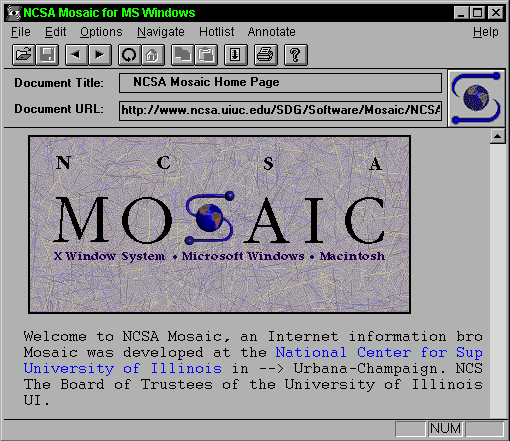 NCSA Mosaic for MS Windows
File Edit Options Navigate Hotlist Annotate Help
Document Title: NCSA Mosaic Home Page
Document URL: http://www.ncsa.uiuc.edu/SDG/Software/Mosaic/NCSA
N C S A
MOSAIC
X Window System • Microsoft Windows • Macintosh
Welcome to NCSA Mosaic, an Internet information bro
Mosaic was developed at the National Center for Sup
University of Illinois in --> Urbana-Champaign. NCS
The Board of Trustees of the University of Illinois
UI.
NUM